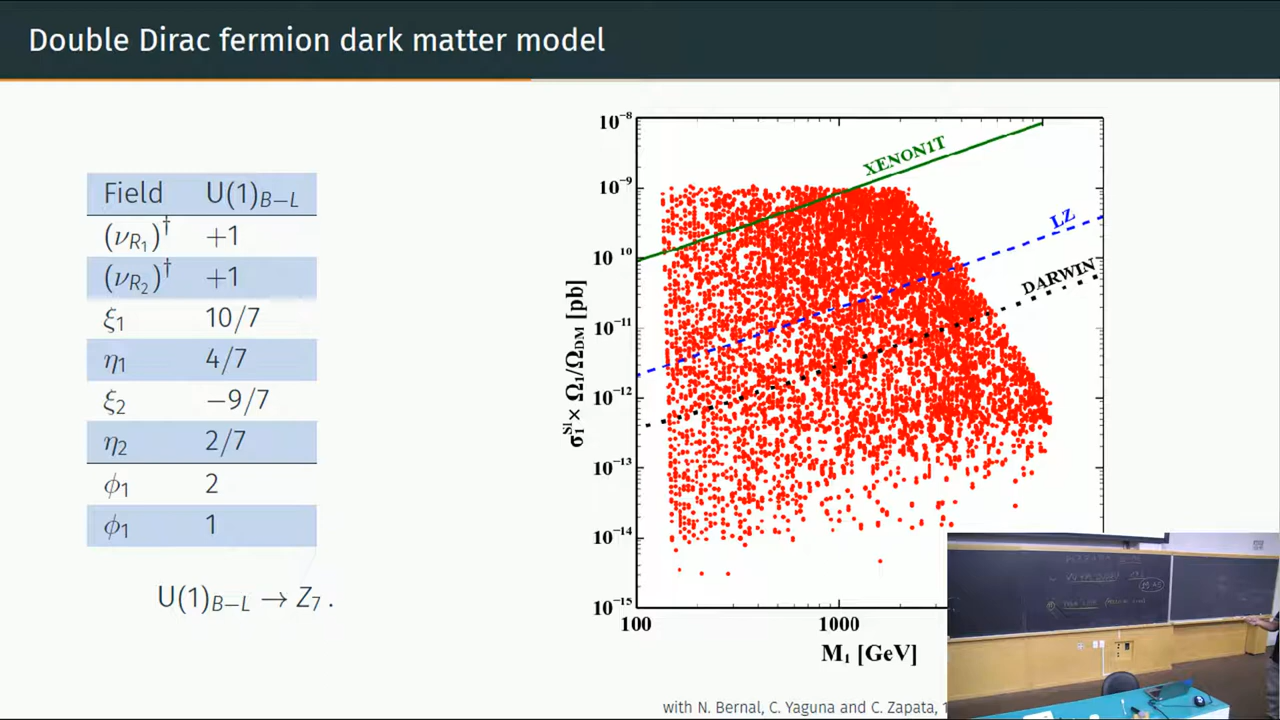 Double Dirac fermion dark matter model
Field U(1)_{B−L}
(ν_{R_1})^† +1
(ν_{R_2})^† +1
ξ_1 10/7
η_1 4/7
ξ_2 −9/7
η_2 2/7
ϕ_1 2
ϕ_1 1
U(1)_{B−L} → Z_7 .
10^{-8}
10^{-9}
10^{-10}
10^{-11}
10^{-12}
10^{-13}
10^{-14}
10^{-15}
σ_1^{SI} × Ω_1/Ω_{DM} [pb]
XENON1T
LZ
DARWIN
100 1000
M_1 [GeV]
with N. Bernal, C. Yaguna and C. Zapata,